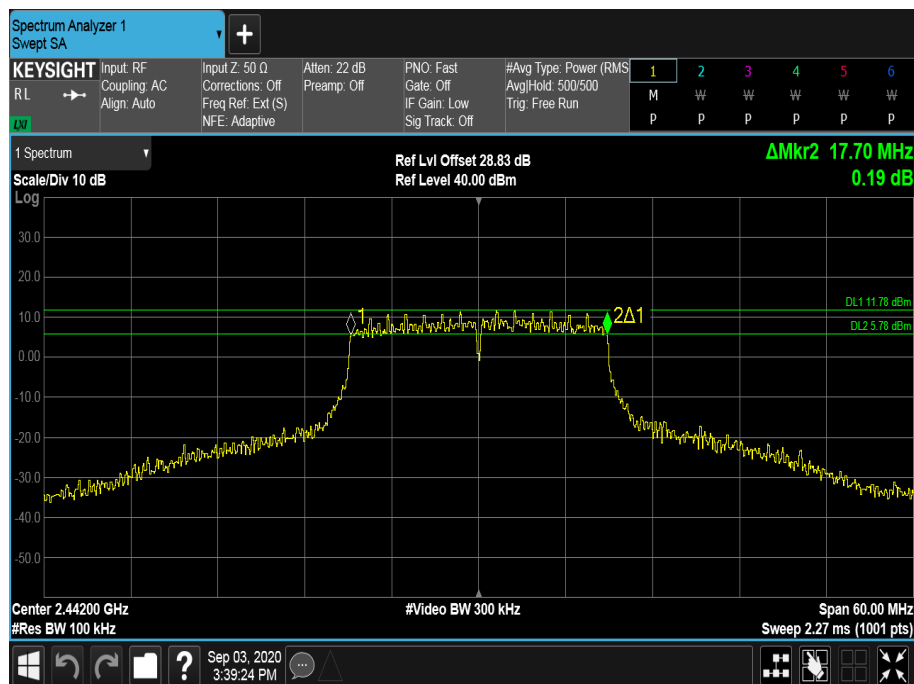 Spectrum Analyzer 1
Swept SA
+
KEYSIGHT
RL
LXI
Input: RF
Coupling: AC
Align: Auto
Input Z: 50 Ω
Corrections: Off
Freq Ref: Ext (S)
NFE: Adaptive
Atten: 22 dB
Preamp: Off
PNO: Fast
Gate: Off
IF Gain: Low
Sig Track: Off
#Avg Type: Power (RMS
Avg|Hold: 500/500
Trig: Free Run
1 2 3 4 5 6
M W W W W W
P P P P P P
1 Spectrum
Scale/Div 10 dB
Ref Lvl Offset 28.83 dB
Ref Level 40.00 dBm
ΔMkr2 17.70 MHz
0.19 dB
Log
30.0
20.0
10.0
0.00
-10.0
-20.0
-30.0
-40.0
-50.0
1
2Δ1
DL1 11.78 dBm
DL2 5.78 dBm
Center 2.44200 GHz
#Res BW 100 kHz
#Video BW 300 kHz
Span 60.00 MHz
Sweep 2.27 ms (1001 pts)
?
Sep 03, 2020
3:39:24 PM